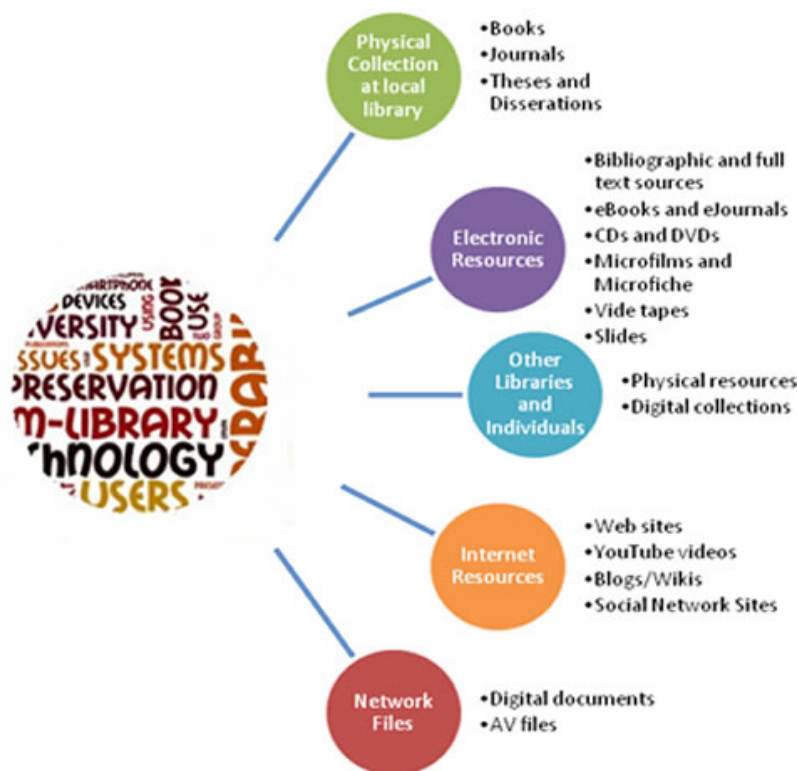 Physical
Collection
at local
library
•Books
•Journals
•Theses and
Disserations
Electronic
Resources
•Bibliographic and full
text sources
•eBooks and eJournals
•CDs and DVDs
•Microfilms and
Microfiche
•Vide tapes
•Slides
DEVICES
USING
BOOK
USE
GROUP
VERSITY
ISSUES
SYSTEMS
PRESERVATION
M-LIBRARY
HNOLOGY
USERS
Other
Libraries
and
Individuals
•Physical resources
•Digital collections
Internet
Resources
•Web sites
•YouTube videos
•Blogs/Wikis
•Social Network Sites
Network
Files
•Digital documents
•AV files